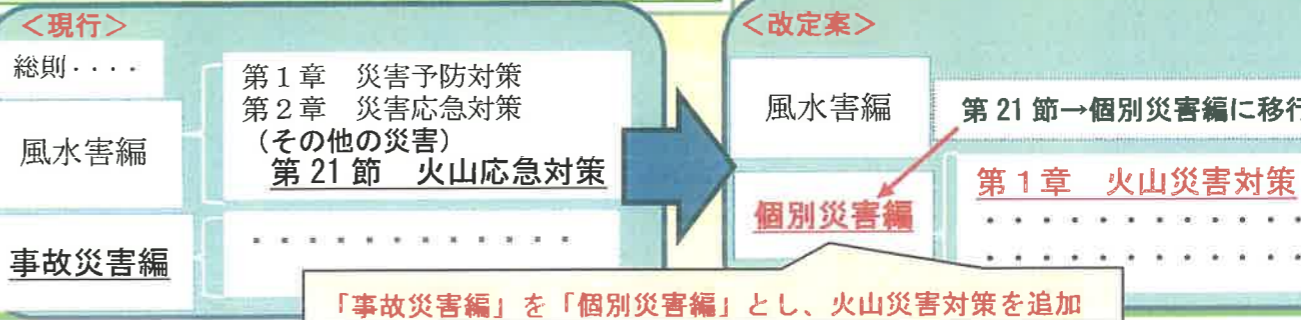 ＜現行＞
総則・・・・
風水害編
第１章　災害予防対策
第２章　災害応急対策
（その他の災害）
第21節　火山応急対策
事故災害編
・・・・・・・・・・・・・
＜改定案＞
風水害編
第21節→個別災害編に移行
個別災害編
第１章　火山災害対策
・・・・・・・・・・・・
・・・・・・・・・・・・
「事故災害編」を「個別災害編」とし、火山災害対策を追加